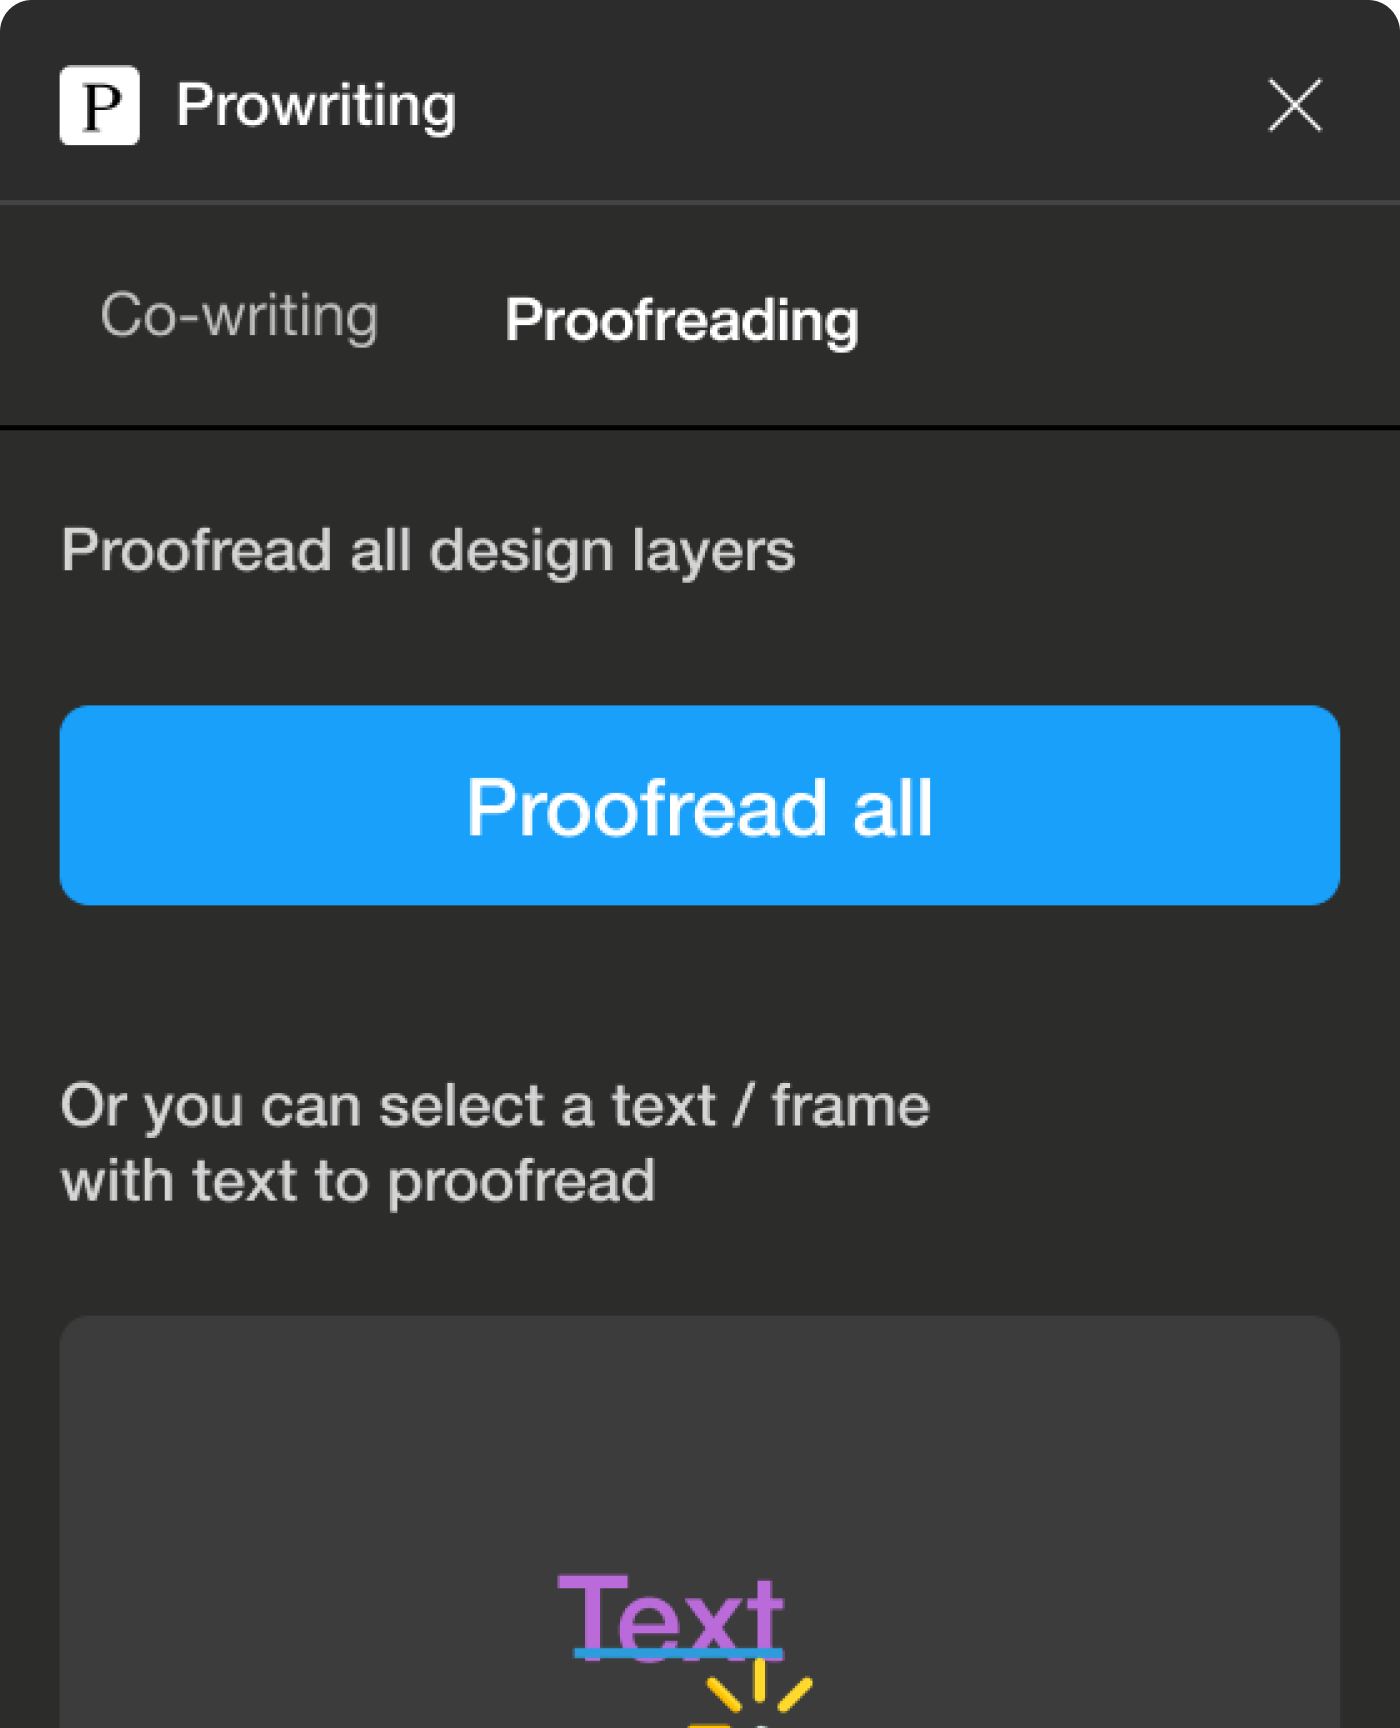 P Prowriting
Co-writing Proofreading
Proofread all design layers
Proofread all
Or you can select a text / frame
with text to proofread
Text